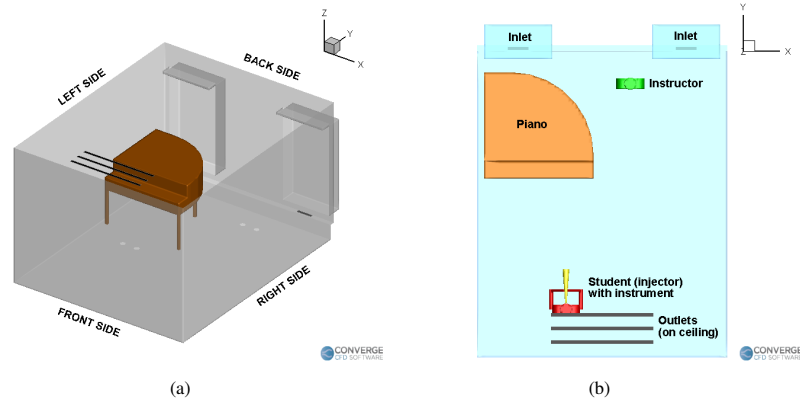 Z
Y
X
LEFT SIDE
BACK SIDE
FRONT SIDE
RIGHT SIDE
CONVERGE
CFD SOFTWARE
(a)
Y
Z
X
Inlet
Inlet
Instructor
Piano
Student (injector)
with instrument
Outlets
(on ceiling)
CONVERGE
CFD SOFTWARE
(b)